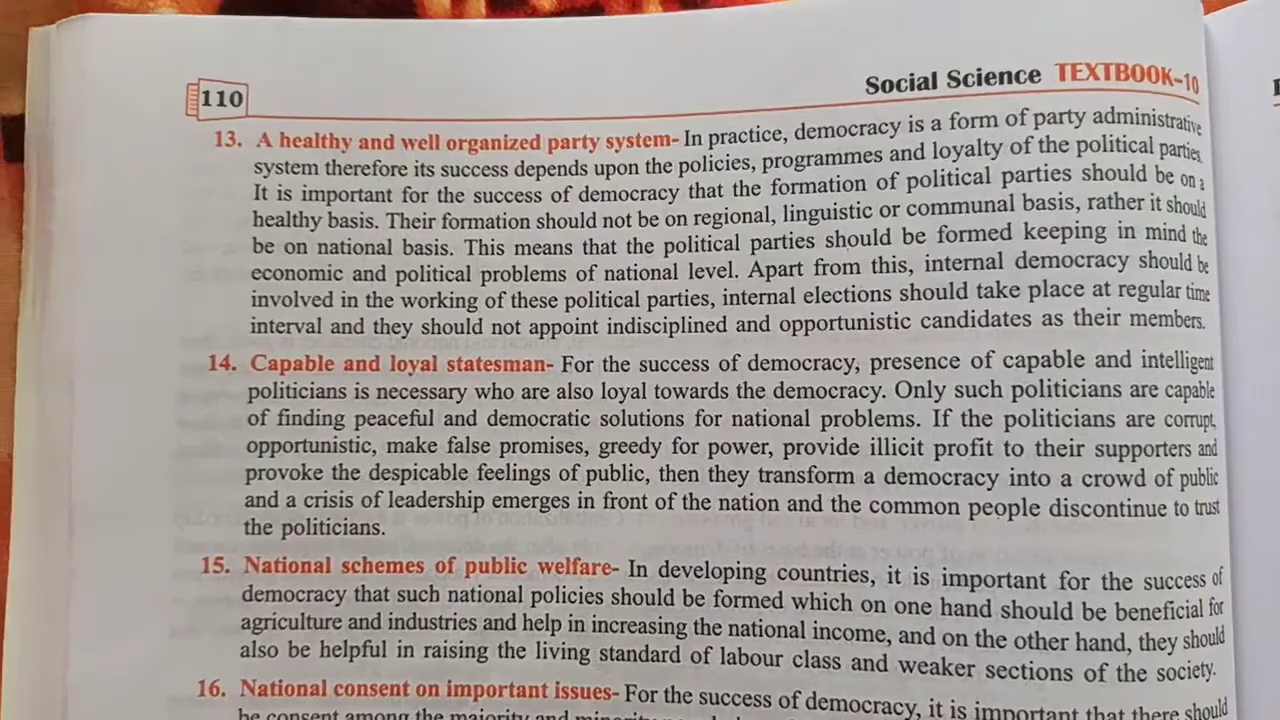 110
Social Science TEXTBOOK-10
13. A healthy and well organized party system- In practice, democracy is a form of party administrative
system therefore its success depends upon the policies, programmes and loyalty of the political parties.
It is important for the success of democracy that the formation of political parties should be on a
healthy basis. Their formation should not be on regional, linguistic or communal basis, rather it should
be on national basis. This means that the political parties should be formed keeping in mind the
economic and political problems of national level. Apart from this, internal democracy should be
involved in the working of these political parties, internal elections should take place at regular time
interval and they should not appoint indisciplined and opportunistic candidates as their members.
14. Capable and loyal statesman- For the success of democracy, presence of capable and intelligent
politicians is necessary who are also loyal towards the democracy. Only such politicians are capable
of finding peaceful and democratic solutions for national problems. If the politicians are corrupt,
opportunistic, make false promises, greedy for power, provide illicit profit to their supporters and
provoke the despicable feelings of public, then they transform a democracy into a crowd of public
and a crisis of leadership emerges in front of the nation and the common people discontinue to trust
the politicians.
15. National schemes of public welfare- In developing countries, it is important for the success of
democracy that such national policies should be formed which on one hand should be beneficial for
agriculture and industries and help in increasing the national income, and on the other hand, they should
also be helpful in raising the living standard of labour class and weaker sections of the society.
16. National consent on important issues- For the success of democracy, it is important that there should
be consent among the majority and